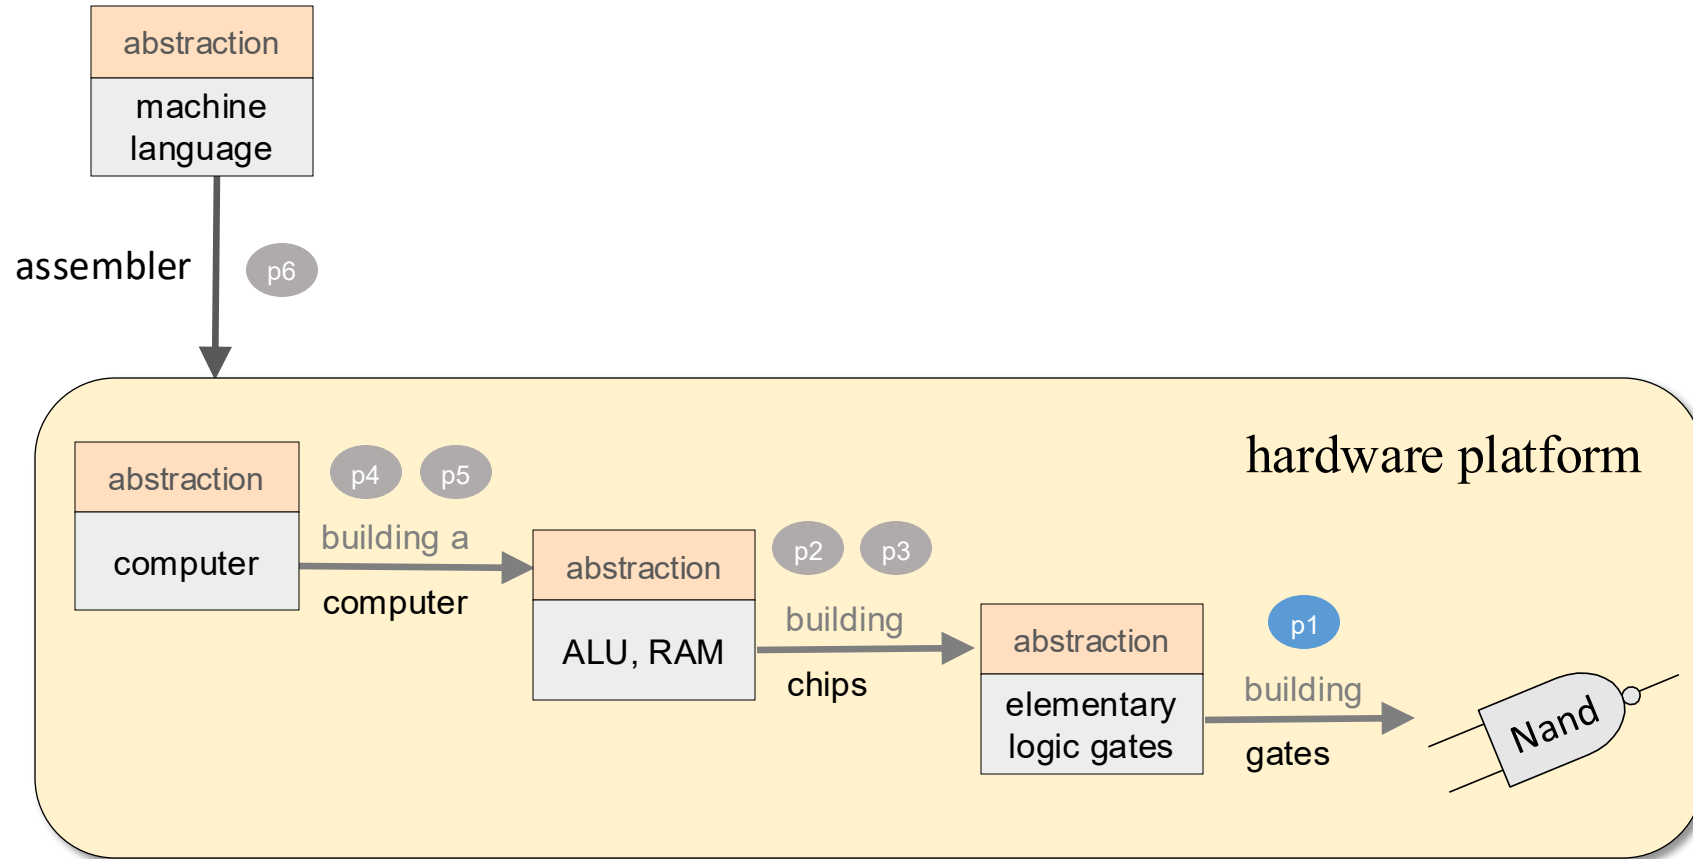 abstraction
machine
language
assembler
p6
hardware platform
abstraction
computer
p4
p5
building a
computer
abstraction
ALU, RAM
p2
p3
building
chips
abstraction
elementary
logic gates
p1
building
gates
Nand